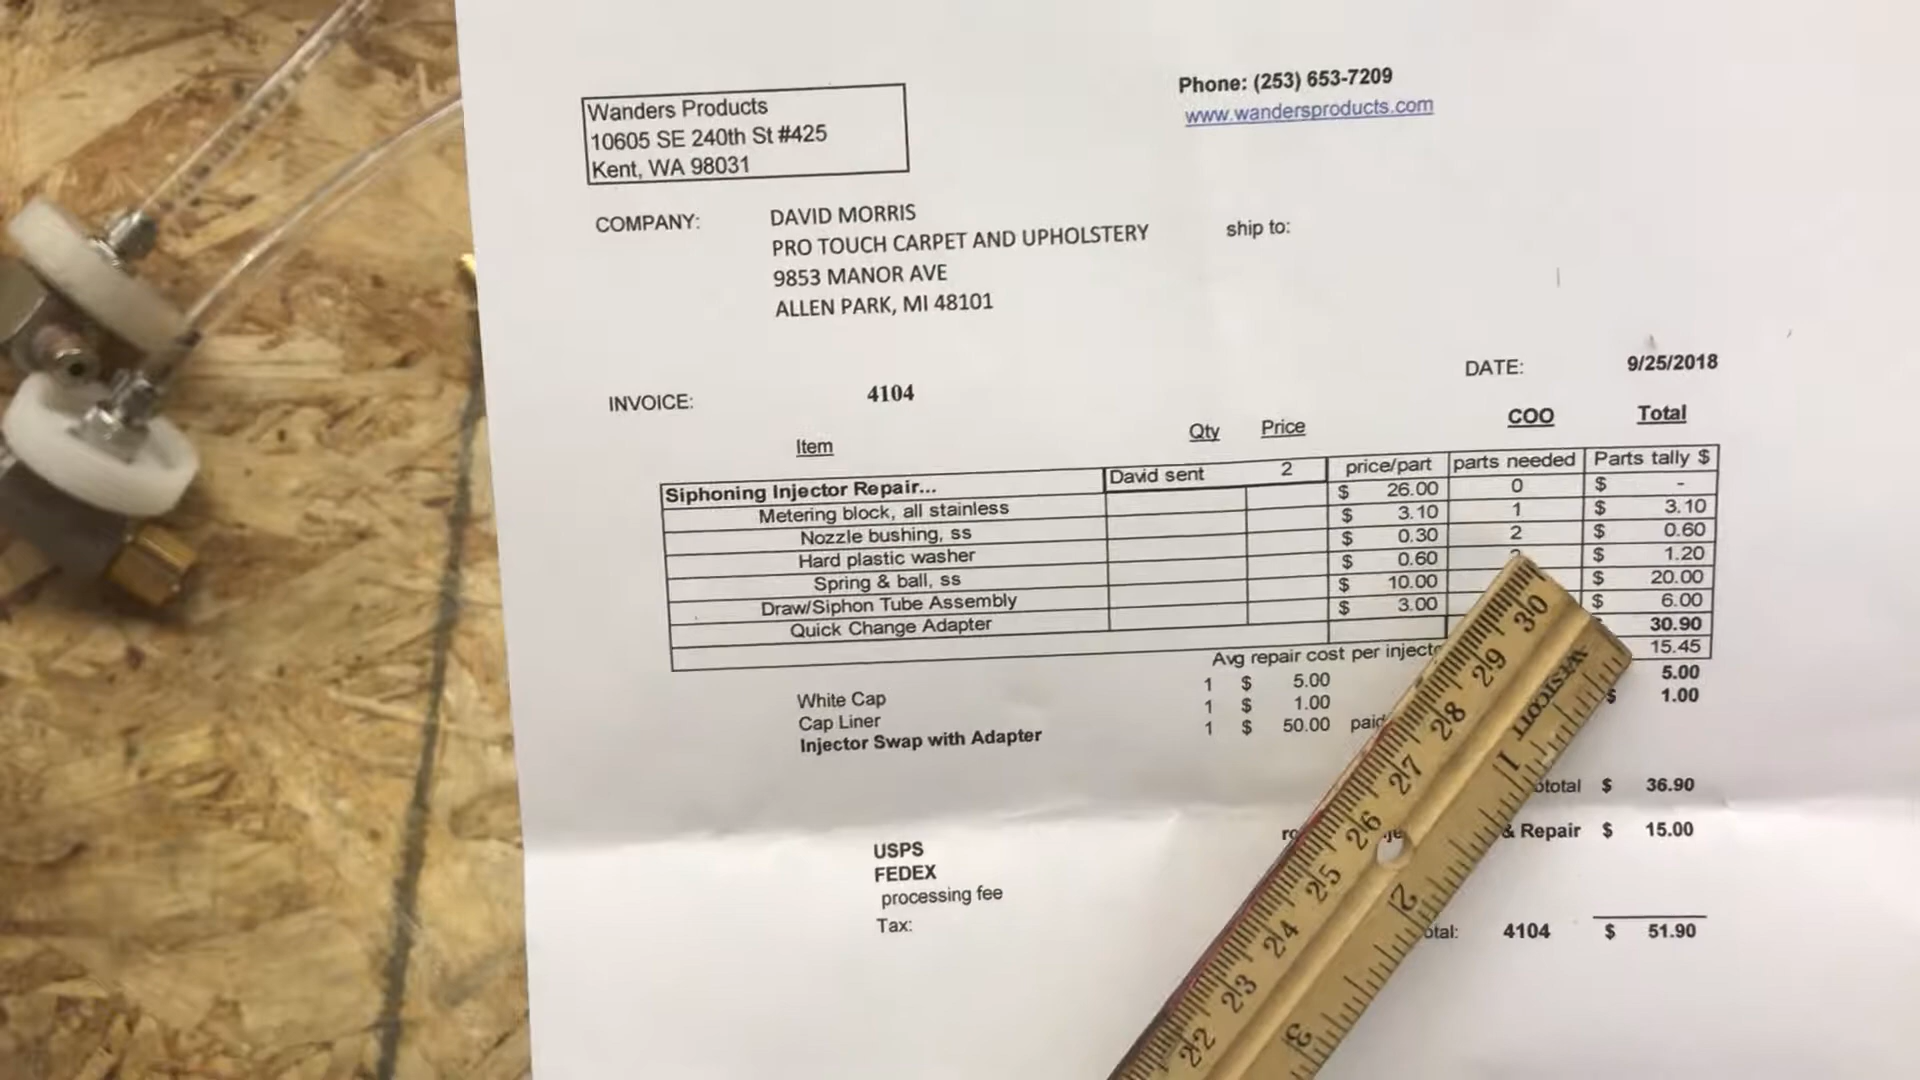 Phone: (253) 653-7209
www.wandersproducts.com
Wanders Products
10605 SE 240th St #425
Kent, WA 98031
COMPANY: DAVID MORRIS
PRO TOUCH CARPET AND UPHOLSTERY ship to:
9853 MANOR AVE
ALLEN PARK, MI 48101
DATE: 9/25/2018
INVOICE: 4104
Item Qty Price COO Total
Siphoning Injector Repair... David sent 2 price/part parts needed Parts tally $
Metering block, all stainless $ 26.00 0 $ -
Nozzle bushing, ss $ 3.10 1 $ 3.10
Hard plastic washer $ 0.30 2 $ 0.60
Spring & ball, ss $ 0.60 $ 1.20
Draw/Siphon Tube Assembly $ 10.00 $ 20.00
Quick Change Adapter $ 3.00 $ 6.00
30.90
Avg repair cost per 15.45
White Cap 1 $ 5.00 5.00
Cap Liner 1 $ 1.00 $ 1.00
Injector Swap with Adapter 1 $ 50.00 paid
$ 36.90
& Repair $ 15.00
USPS
FEDEX
processing fee
Tax:
4104 $ 51.90
30
29
28
27
26
25
24
23
22
WESTCOTT
1
2
3